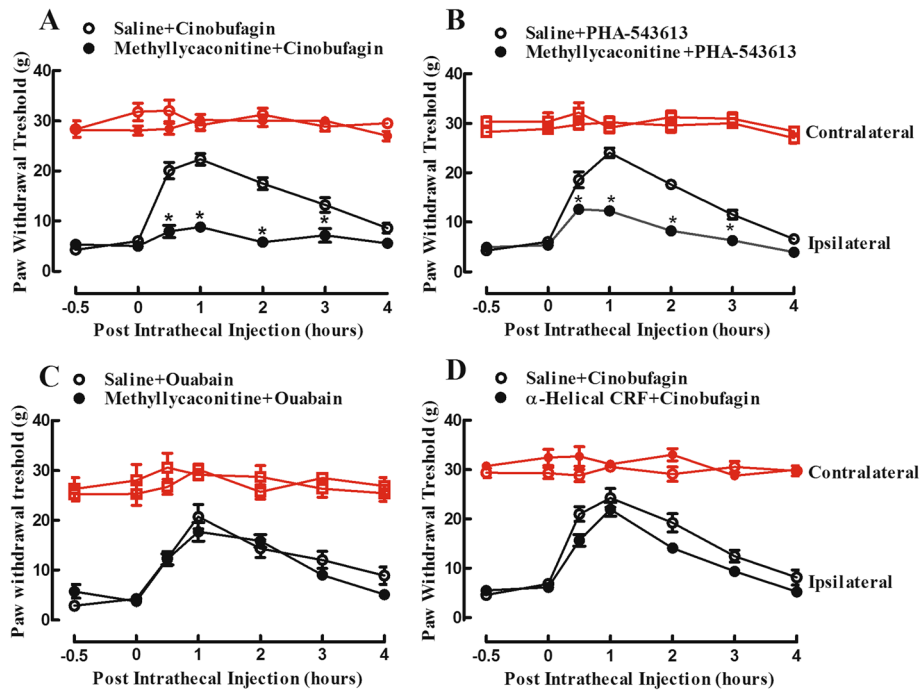 A
Saline+Cinobufagin
Methyllycaconitine+Cinobufagin
Paw Withdrawal Treshold (g)
40
30
20
10
0
* * * *
-0.5 0 1 2 3 4
Post Intrathecal Injection (hours)
B
Saline+PHA-543613
Methyllycaconitine+PHA-543613
Paw Withdrawal Treshold (g)
40
30
20
10
0
* * * *
Contralateral
Ipsilateral
-0.5 0 1 2 3 4
Post Intrathecal Injection (hours)
C
Saline+Ouabain
Methyllycaconitine+Ouabain
Paw withdrawal Treshold (g)
40
30
20
10
0
-0.5 0 1 2 3 4
Post Intrathecal Injection (hours)
D
Saline+Cinobufagin
α-Helical CRF+Cinobufagin
Paw Withdrawal Treshold (g)
40
30
20
10
0
Contralateral
Ipsilateral
-0.5 0 1 2 3 4
Post Intrathecal Injection (hours)